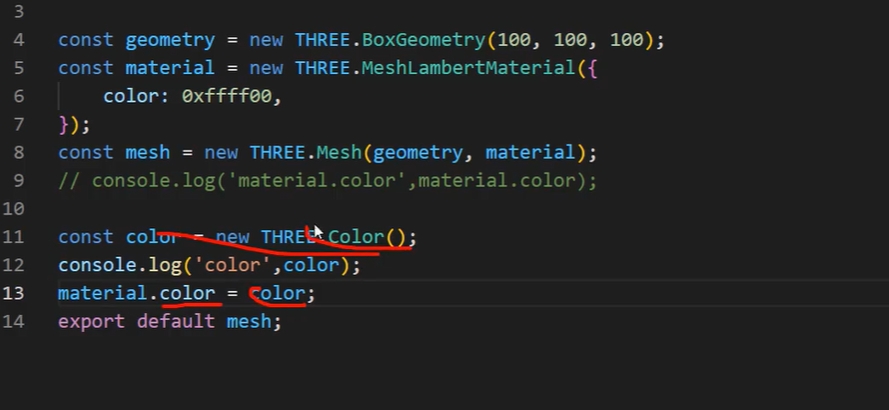 3
4 const geometry = new THREE.BoxGeometry(100, 100, 100);
5 const material = new THREE.MeshLambertMaterial({
6 color: 0xffff00,
7 });
8 const mesh = new THREE.Mesh(geometry, material);
9 // console.log('material.color',material.color);
10
11 const color = new THREE.Color();
12 console.log('color',color);
13 material.color = color;
14 export default mesh;